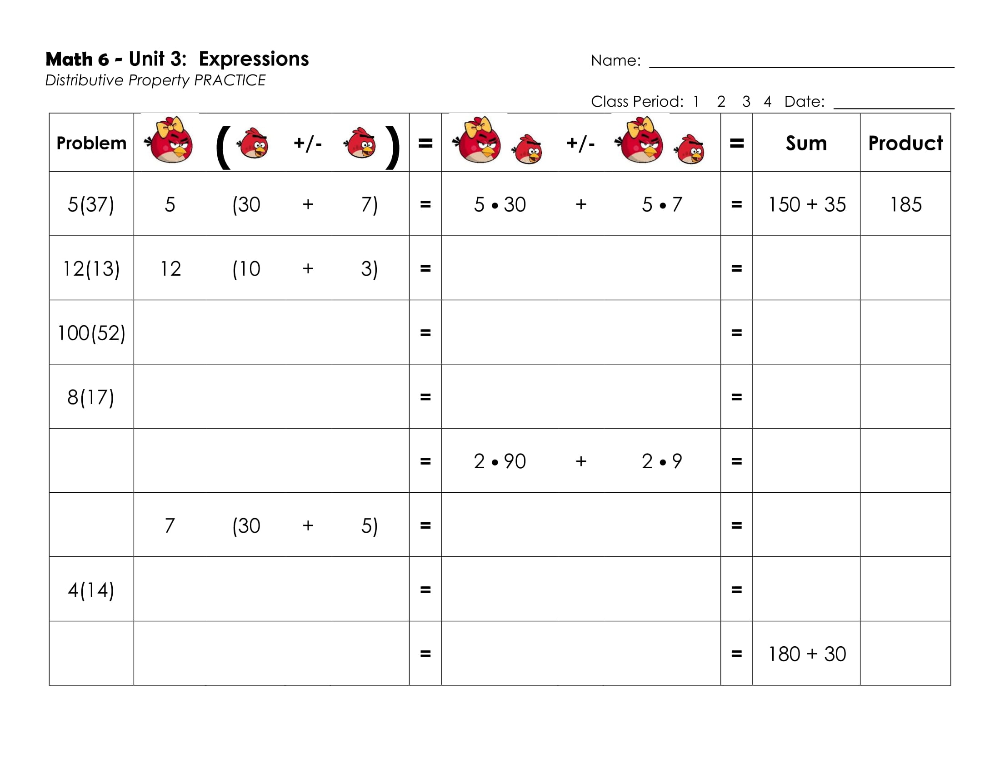 Math 6 - Unit 3: Expressions
Name:
Distributive Property PRACTICE
Class Period: 1 2 3 4 Date:
Problem ( +/- ) = +/- = Sum Product
5(37) 5 (30 + 7) = 5 • 30 + 5 • 7 = 150 + 35 185
12(13) 12 (10 + 3) = =
100(52) = =
8(17) = =
= 2 • 90 + 2 • 9 =
7 (30 + 5) = =
4(14) = =
= = 180 + 30